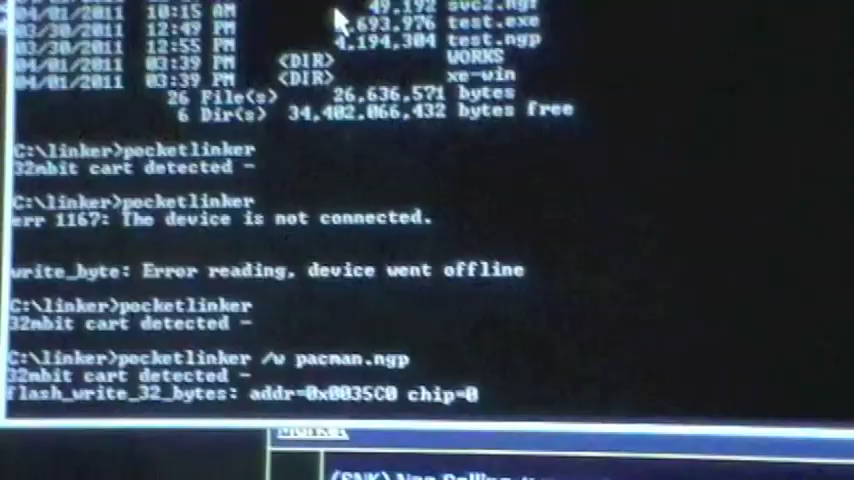 04/01/2011 10:15 AM 49,192 svc2.ngf
03/30/2011 12:49 PM ,693,976 test.exe
03/30/2011 12:55 PM 4,194,304 test.ngp
04/01/2011 03:39 PM <DIR> WORKS
04/01/2011 03:39 PM <DIR> xe-win
26 File(s) 26,636,571 bytes
6 Dir(s) 34,402,066,432 bytes free
C:\linker>pocketlinker
32mbit cart detected -
C:\linker>pocketlinker
err 1167: The device is not connected.
write_byte: Error reading, device went offline
C:\linker>pocketlinker
32mbit cart detected -
C:\linker>pocketlinker /w pacman.ngp
32mbit cart detected -
flash_write_32_bytes: addr=0x0035C0 chip=0
(SNK) Neo